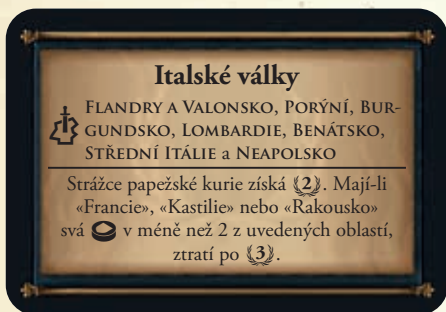 Italské války
FLANDRY A VALONSKO, PORÝNÍ, BUR-
GUNDSKO, LOMBARDIE, BENÁTSKO,
STŘEDNÍ ITÁLIE a NEAPOLSKO
Strážce papežské kurie získá 2. Mají-li
«Francie», «Kastilie» nebo «Rakousko»
svá v méně než 2 z uvedených oblastí,
ztratí po 3.